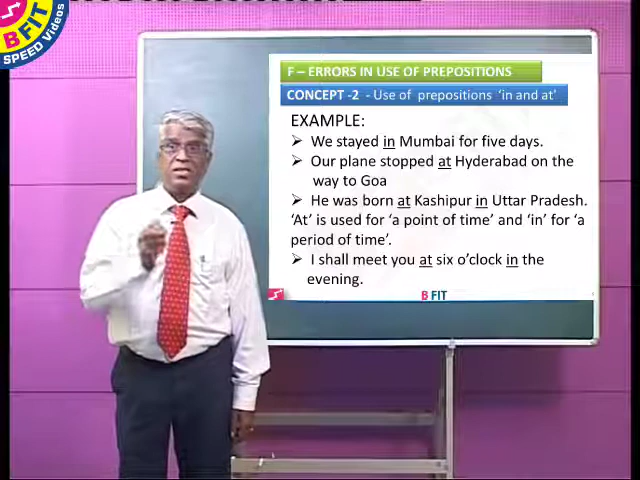 BFIT
SPEED Videos
F – ERRORS IN USE OF PREPOSITIONS
CONCEPT -2 - Use of prepositions 'in and at'
EXAMPLE:
➢ We stayed in Mumbai for five days.
➢ Our plane stopped at Hyderabad on the
way to Goa
➢ He was born at Kashipur in Uttar Pradesh.
'At' is used for 'a point of time' and 'in' for 'a
period of time'.
➢ I shall meet you at six o'clock in the
evening.
B FIT